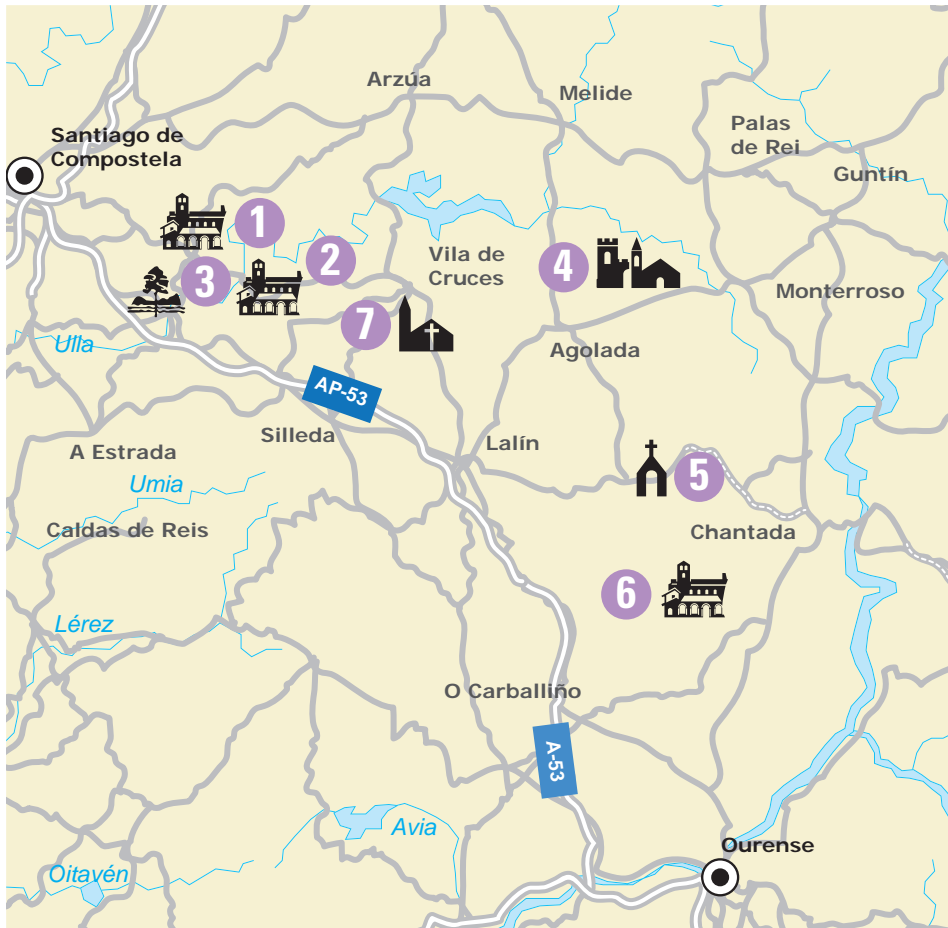 Arzúa
Melide
Santiago de
Compostela
Palas
de Rei
Guntín
1
2
Vila de
Cruces
4
3
Monterroso
7
Ulla
Agolada
AP-53
Silleda
Lalín
A Estrada
5
Umia
Caldas de Reis
Chantada
6
Lérez
O Carballiño
A-53
Avia
Ourense
Oitavén